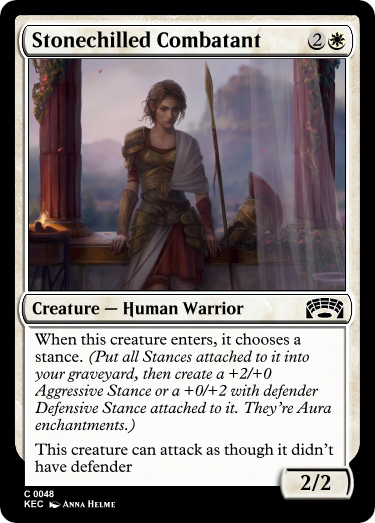 Stonechilled Combatant 2
Creature — Human Warrior
When this creature enters, it chooses a
stance. (Put all Stances attached to it into
your graveyard, then create a +2/+0
Aggressive Stance or a +0/+2 with defender
Defensive Stance attached to it. They're Aura
enchantments.)
This creature can attack as though it didn't
have defender
2/2
C 0048
KEC Anna Helme